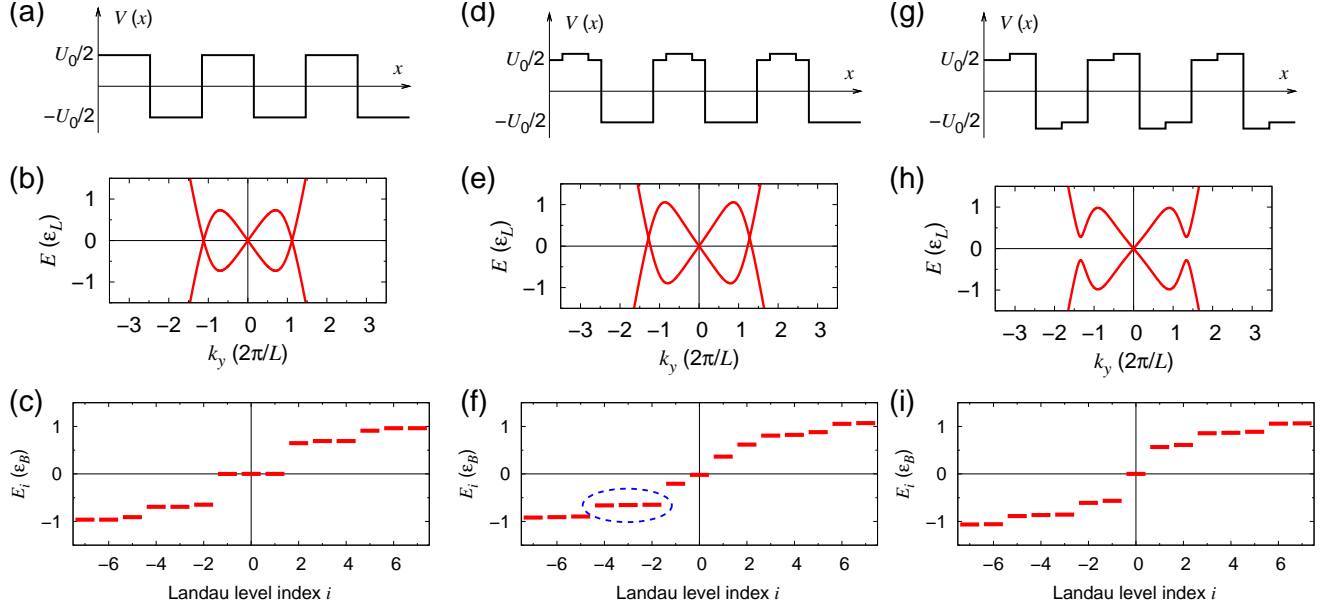 (a)
V (x)
U0/2
x
−U0/2
(d)
V (x)
U0/2
x
−U0/2
(g)
V (x)
U0/2
x
−U0/2
(b)
E (εL)
1
0
−1
−3 −2 −1 0 1 2 3
ky (2π/L)
(e)
E (εL)
1
0
−1
−3 −2 −1 0 1 2 3
ky (2π/L)
(h)
E (εL)
1
0
−1
−3 −2 −1 0 1 2 3
ky (2π/L)
(c)
Ei (εB)
1
0
−1
−6 −4 −2 0 2 4 6
Landau level index i
(f)
Ei (εB)
1
0
−1
−6 −4 −2 0 2 4 6
Landau level index i
(i)
Ei (εB)
1
0
−1
−6 −4 −2 0 2 4 6
Landau level index i